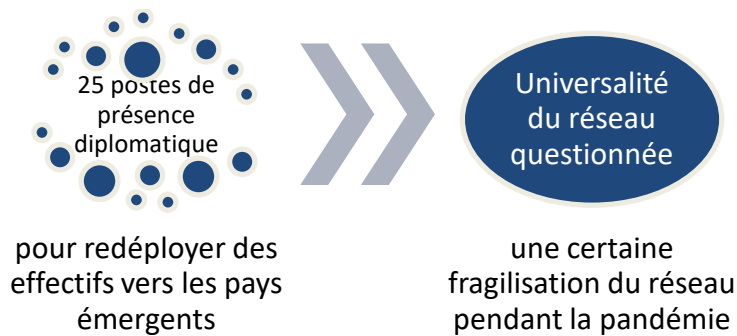 25 postes de
présence
diplomatique
pour redéployer des
effectifs vers les pays
émergents
Universalité
du réseau
questionnée
une certaine
fragilisation du réseau
pendant la pandémie